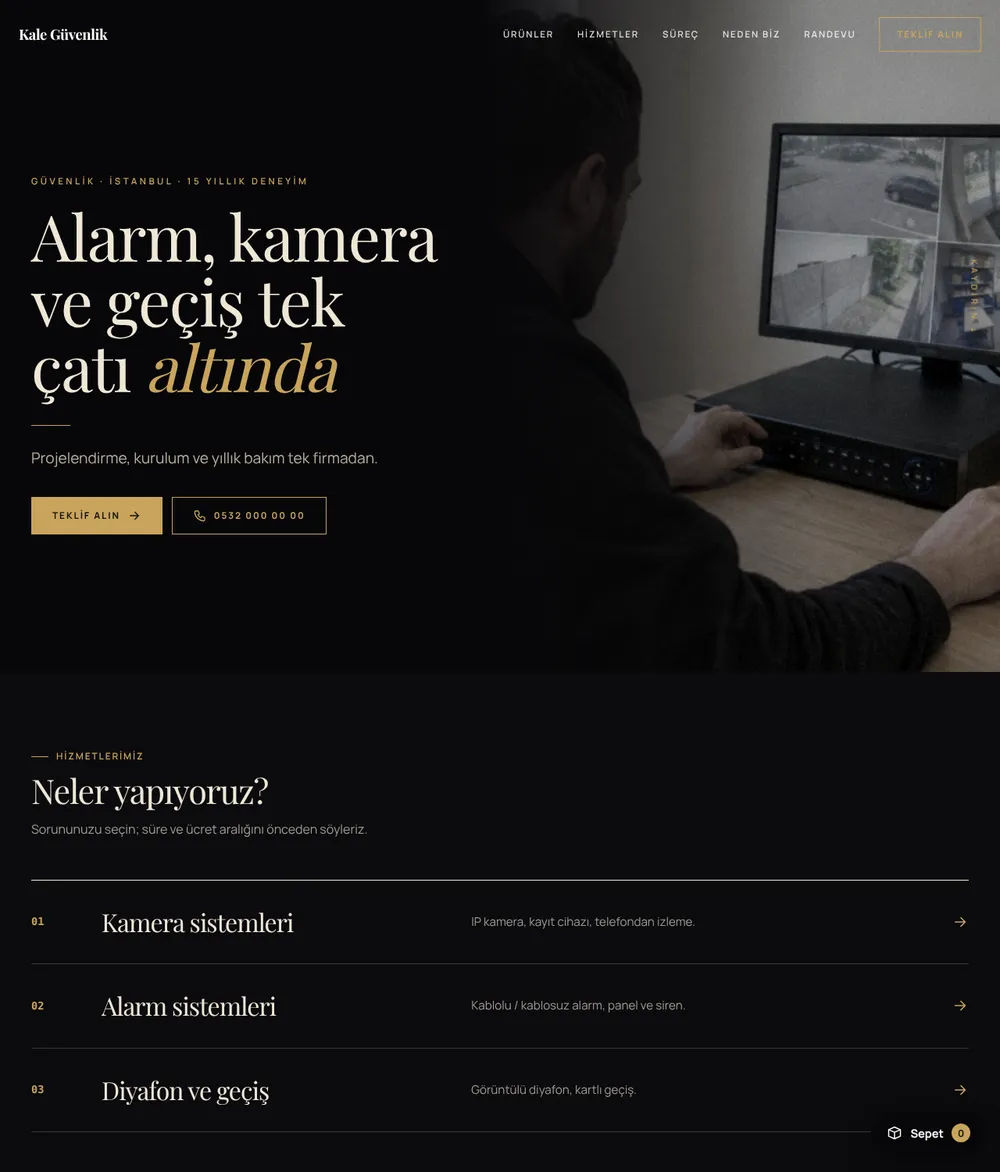 Kale Güvenlik
ÜRÜNLER
HİZMETLER
SÜREÇ
NEDEN BİZ
RANDEVU
TEKLİF ALIN
GÜVENLİK · İSTANBUL · 15 YILLIK DENEYİM
Alarm, kamera
ve geçiş tek
çatı altında
Projelendirme, kurulum ve yıllık bakım tek firmadan.
TEKLİF ALIN →
0532 000 00 00
HİZMETLERİMİZ
Neler yapıyoruz?
Sorununuzu seçin; süre ve ücret aralığını önceden söyleriz.
01 Kamera sistemleri IP kamera, kayıt cihazı, telefondan izleme. →
02 Alarm sistemleri Kablolu / kablosuz alarm, panel ve siren. →
03 Diyafon ve geçiş Görüntülü diyafon, kartlı geçiş. →
Sepet 0